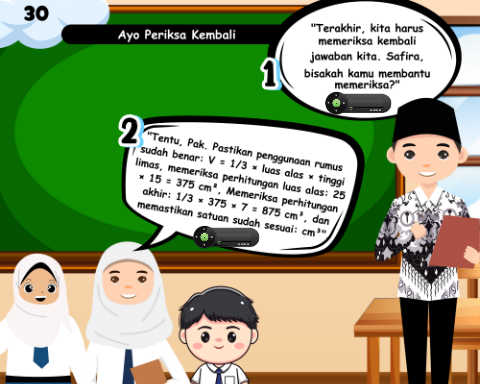 30
Ayo Periksa Kembali
1
"Terakhir, kita harus
memeriksa kembali
jawaban kita. Safira,
bisakah kamu membantu
memeriksa?"
2
"Tentu, Pak. Pastikan penggunaan rumus
sudah benar: V = 1/3 × luas alas × tinggi
limas, memeriksa perhitungan luas alas: 25
× 15 = 375 cm², Memeriksa perhitungan
akhir: 1/3 × 375 × 7 = 875 cm³, dan
memastikan satuan sudah sesuai: cm³"